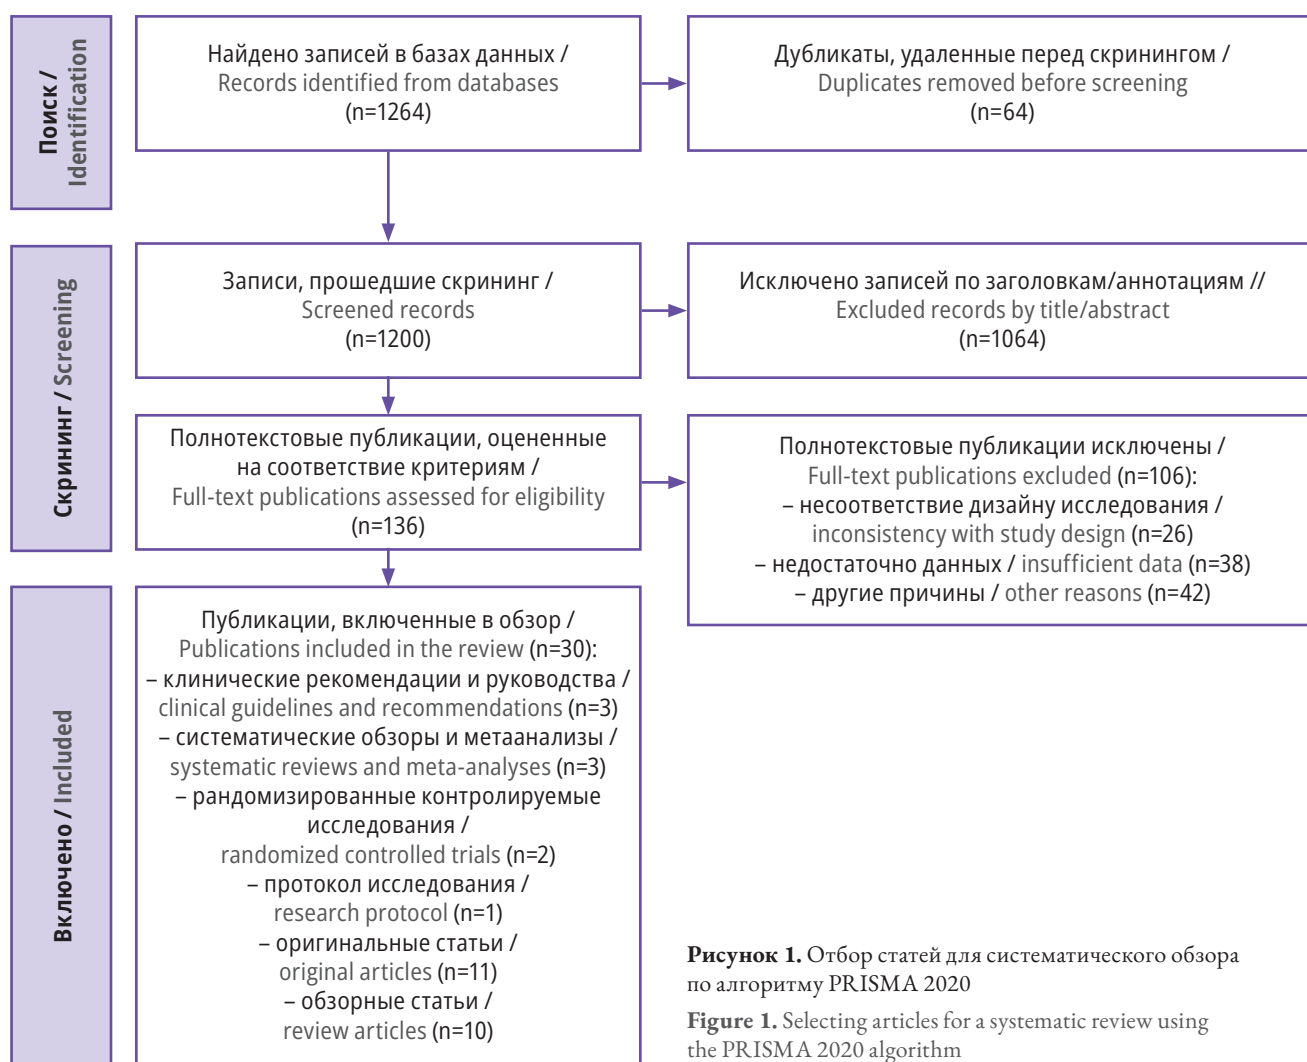 Поиск /
Identification
Найдено записей в базах данных /
Records identified from databases
(n=1264)
Дубликаты, удаленные перед скринингом /
Duplicates removed before screening
(n=64)
Скрининг / Screening
Записи, прошедшие скрининг /
Screened records
(n=1200)
Исключено записей по заголовкам/аннотациям //
Excluded records by title/abstract
(n=1064)
Полнотекстовые публикации, оцененные
на соответствие критериям /
Full-text publications assessed for eligibility
(n=136)
Полнотекстовые публикации исключены /
Full-text publications excluded (n=106):
– несоответствие дизайну исследования /
inconsistency with study design (n=26)
– недостаточно данных / insufficient data (n=38)
– другие причины / other reasons (n=42)
Включено / Included
Публикации, включенные в обзор /
Publications included in the review (n=30):
– клинические рекомендации и руководства /
clinical guidelines and recommendations (n=3)
– систематические обзоры и метаанализы /
systematic reviews and meta-analyses (n=3)
– рандомизированные контролируемые
исследования /
randomized controlled trials (n=2)
– протокол исследования /
research protocol (n=1)
– оригинальные статьи /
original articles (n=11)
– обзорные статьи /
review articles (n=10)
Рисунок 1. Отбор статей для систематического обзора
по алгоритму PRISMA 2020
Figure 1. Selecting articles for a systematic review using
the PRISMA 2020 algorithm